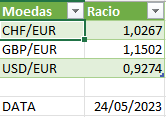 Moedas Racio
CHF/EUR 1,0267
GBP/EUR 1,1502
USD/EUR 0,9274
DATA 24/05/2023